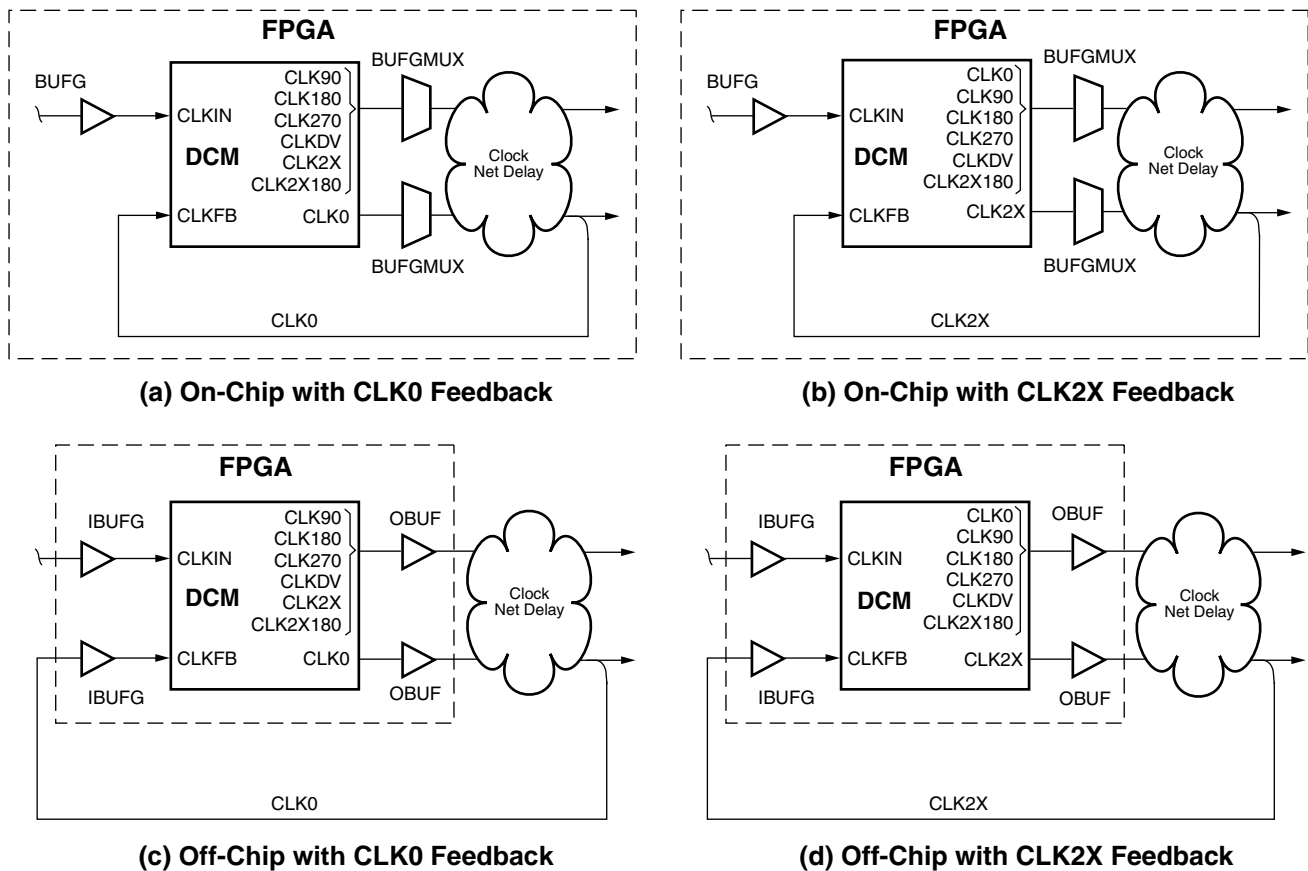 FPGA
BUFG
CLKIN
DCM
CLKFB
CLK90
CLK180
CLK270
CLKDV
CLK2X
CLK2X180
CLK0
BUFGMUX
BUFGMUX
Clock
Net Delay
CLK0
(a) On-Chip with CLK0 Feedback
FPGA
BUFG
CLKIN
DCM
CLKFB
CLK0
CLK90
CLK180
CLK270
CLKDV
CLK2X180
CLK2X
BUFGMUX
BUFGMUX
Clock
Net Delay
CLK2X
(b) On-Chip with CLK2X Feedback
FPGA
IBUFG
IBUFG
CLKIN
DCM
CLKFB
CLK90
CLK180
CLK270
CLKDV
CLK2X
CLK2X180
CLK0
OBUF
OBUF
Clock
Net Delay
CLK0
(c) Off-Chip with CLK0 Feedback
FPGA
IBUFG
IBUFG
CLKIN
DCM
CLKFB
CLK0
CLK90
CLK180
CLK270
CLKDV
CLK2X180
CLK2X
OBUF
OBUF
Clock
Net Delay
CLK2X
(d) Off-Chip with CLK2X Feedback